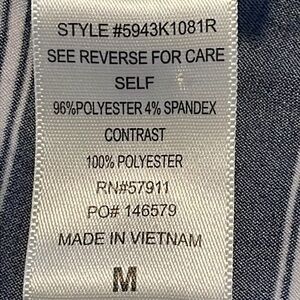 STYLE #5943K1081R
SEE REVERSE FOR CARE
SELF
96%POLYESTER 4% SPANDEX
CONTRAST
100% POLYESTER
RN#57911
PO# 146579
MADE IN VIETNAM
M